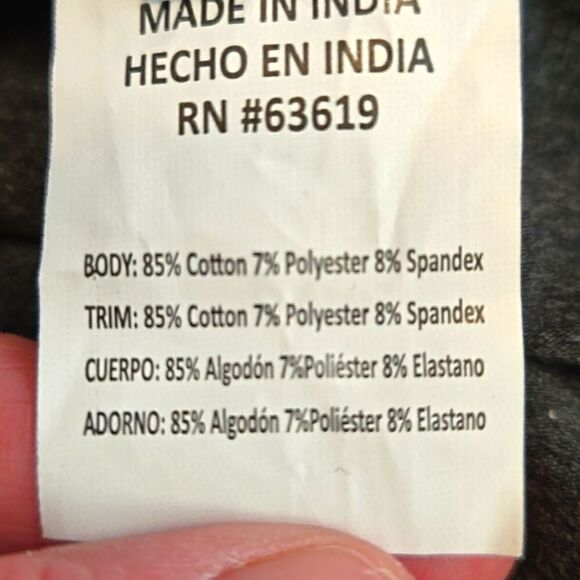 MADE IN INDIA
HECHO EN INDIA
RN #63619
BODY: 85% Cotton 7% Polyester 8% Spandex
TRIM: 85% Cotton 7% Polyester 8% Spandex
CUERPO: 85% Algodón 7%Poliéster 8% Elastano
ADORNO: 85% Algodón 7%Poliéster 8% Elastano